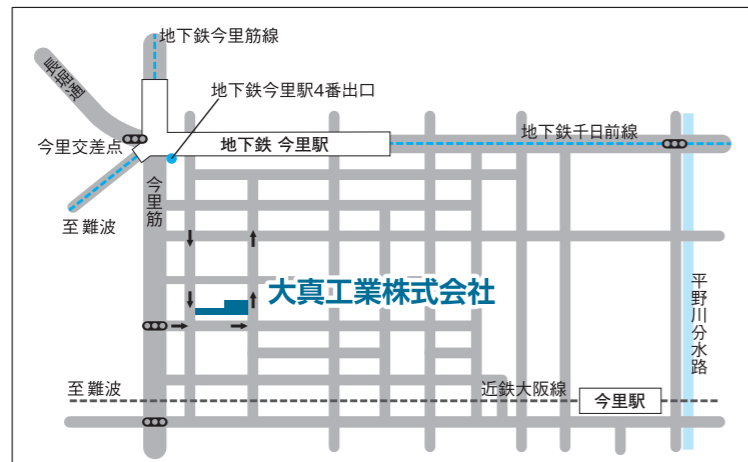 地下鉄今里筋線
長堀通
地下鉄今里駅4番出口
今里交差点
地下鉄 今里駅
地下鉄千日前線
至 難波
今里筋
大真工業株式会社
平野川分水路
至 難波
近鉄大阪線
今里駅